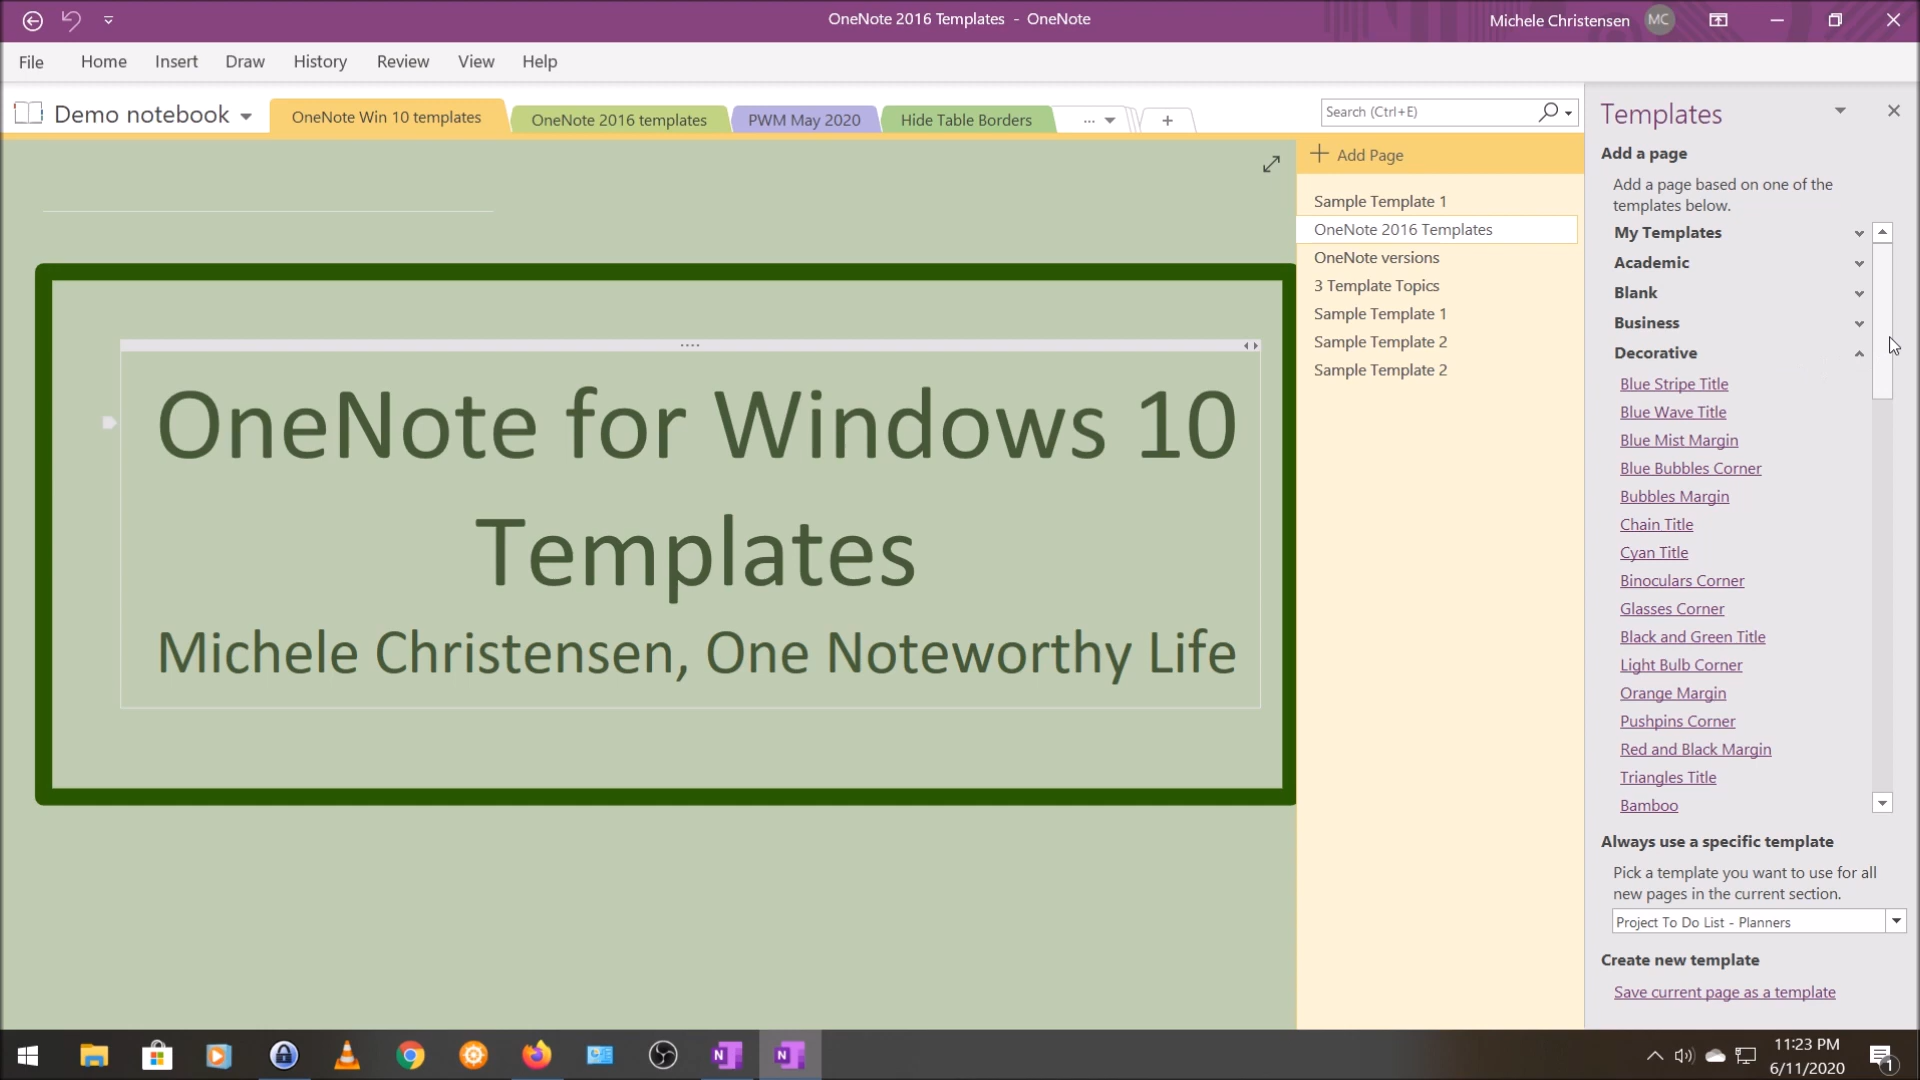 OneNote 2016 Templates - OneNote
Michele Christensen MC
File Home Insert Draw History Review View Help
Demo notebook
OneNote Win 10 templates
OneNote 2016 templates
PWM May 2020
Hide Table Borders
...
+
Search (Ctrl+E)
OneNote for Windows 10
Templates
Michele Christensen, One Noteworthy Life
Add Page
Sample Template 1
OneNote 2016 Templates
OneNote versions
3 Template Topics
Sample Template 1
Sample Template 2
Sample Template 2
Templates
Add a page
Add a page based on one of the
templates below.
My Templates
Academic
Blank
Business
Decorative
Blue Stripe Title
Blue Wave Title
Blue Mist Margin
Blue Bubbles Corner
Bubbles Margin
Chain Title
Cyan Title
Binoculars Corner
Glasses Corner
Black and Green Title
Light Bulb Corner
Orange Margin
Pushpins Corner
Red and Black Margin
Triangles Title
Bamboo
Always use a specific template
Pick a template you want to use for all
new pages in the current section.
Project To Do List - Planners
Create new template
Save current page as a template
N
N
11:23 PM
6/11/2020
1